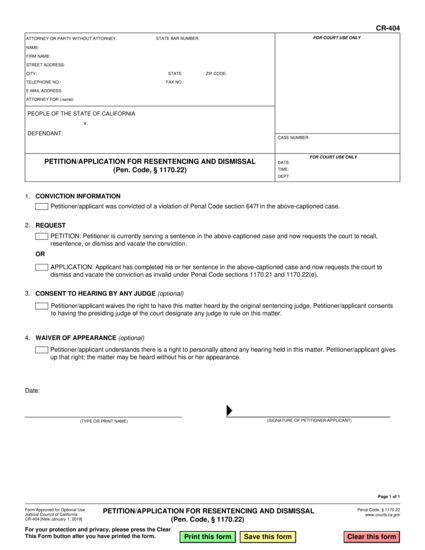 CR-404
ATTORNEY OR PARTY WITHOUT ATTORNEY: STATE BAR NUMBER:
FOR COURT USE ONLY
NAME:
FIRM NAME:
STREET ADDRESS:
CITY: STATE: ZIP CODE:
TELEPHONE NO.: FAX NO.:
E-MAIL ADDRESS:
ATTORNEY FOR (name):
PEOPLE OF THE STATE OF CALIFORNIA
v.
DEFENDANT:
CASE NUMBER:
PETITION/APPLICATION FOR RESENTENCING AND DISMISSAL
(Pen. Code, § 1170.22)
FOR COURT USE ONLY
DATE:
TIME:
DEPT:
1. CONVICTION INFORMATION
Petitioner/applicant was convicted of a violation of Penal Code section 647f in the above-captioned case.
2. REQUEST
PETITION: Petitioner is currently serving a sentence in the above-captioned case and now requests the court to recall,
resentence, or dismiss and vacate the conviction.
OR
APPLICATION: Applicant has completed his or her sentence in the above-captioned case and now requests the court to
dismiss and vacate the conviction as invalid under Penal Code sections 1170.21 and 1170.22(e).
3. CONSENT TO HEARING BY ANY JUDGE (optional)
Petitioner/applicant waives the right to have this matter heard by the original sentencing judge. Petitioner/applicant consents
to having the presiding judge of the court designate any judge to rule on this matter.
4. WAIVER OF APPEARANCE (optional)
Petitioner/applicant understands there is a right to personally attend any hearing held in this matter. Petitioner/applicant gives
up that right; the matter may be heard without his or her appearance.
Date:
(TYPE OR PRINT NAME) (SIGNATURE OF PETITIONER/APPLICANT)
Page 1 of 1
Form Approved for Optional Use
Judicial Council of California
CR-404 [New January 1, 2019]
PETITION/APPLICATION FOR RESENTENCING AND DISMISSAL
(Pen. Code, § 1170.22)
Penal Code, § 1170.22
www.courts.ca.gov
For your protection and privacy, please press the Clear
This Form button after you have printed the form.
Print this form Save this form Clear this form